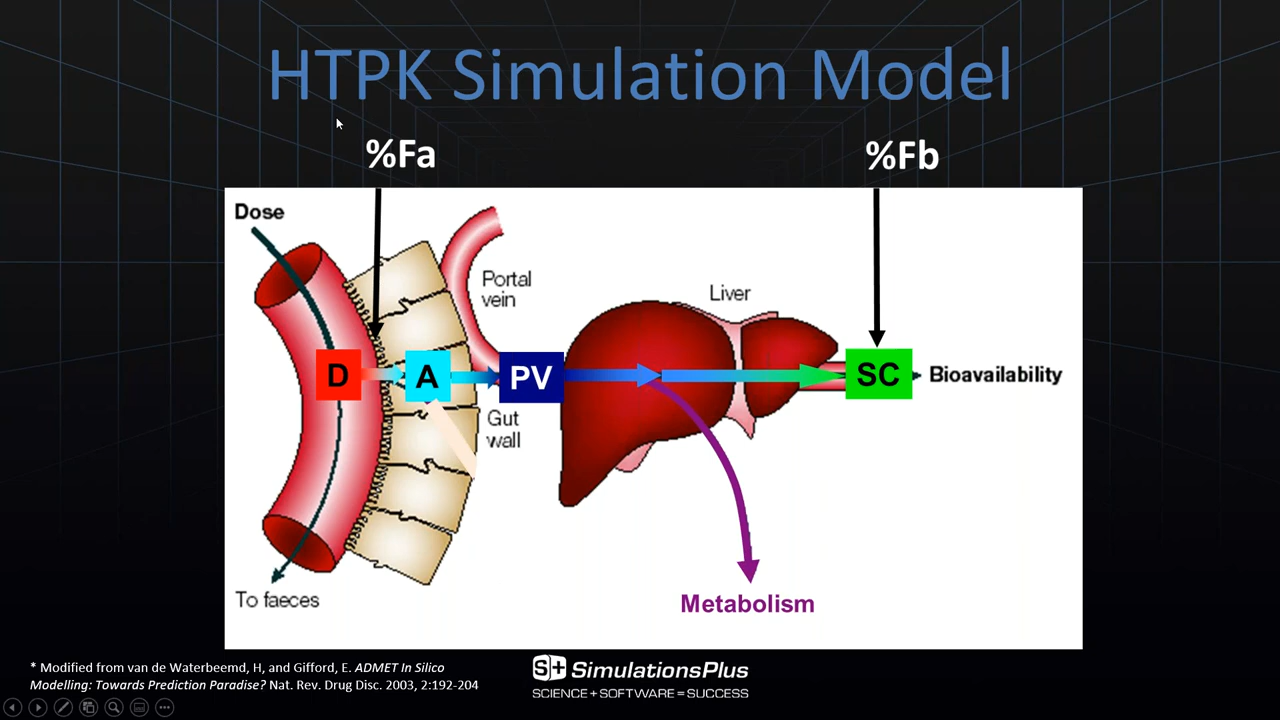 HTPK Simulation Model
%Fa
%Fb
Dose
Portal
vein
Liver
D
A
PV
SC
Bioavailability
Gut
wall
To faeces
Metabolism
* Modified from van de Waterbeemd, H, and Gifford, E. ADMET In Silico
Modelling: Towards Prediction Paradise? Nat. Rev. Drug Disc. 2003, 2:192-204
S+ SimulationsPlus
SCIENCE + SOFTWARE = SUCCESS